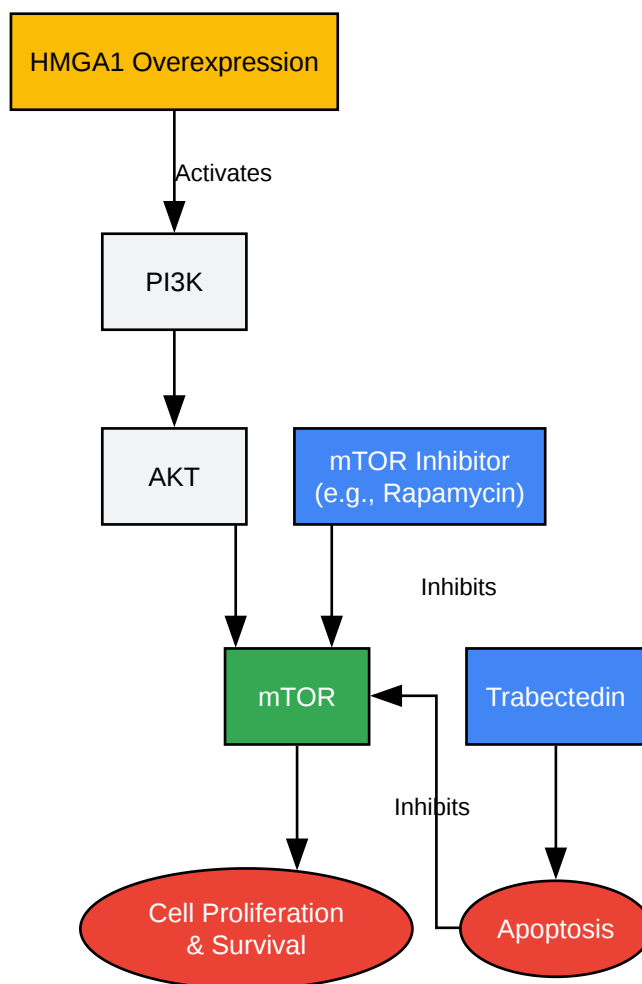 HMGA1 Overexpression
Activates
PI3K
AKT
mTOR Inhibitor
(e.g., Rapamycin)
Inhibits
mTOR
Trabectedin
Inhibits
Cell Proliferation
& Survival
Apoptosis